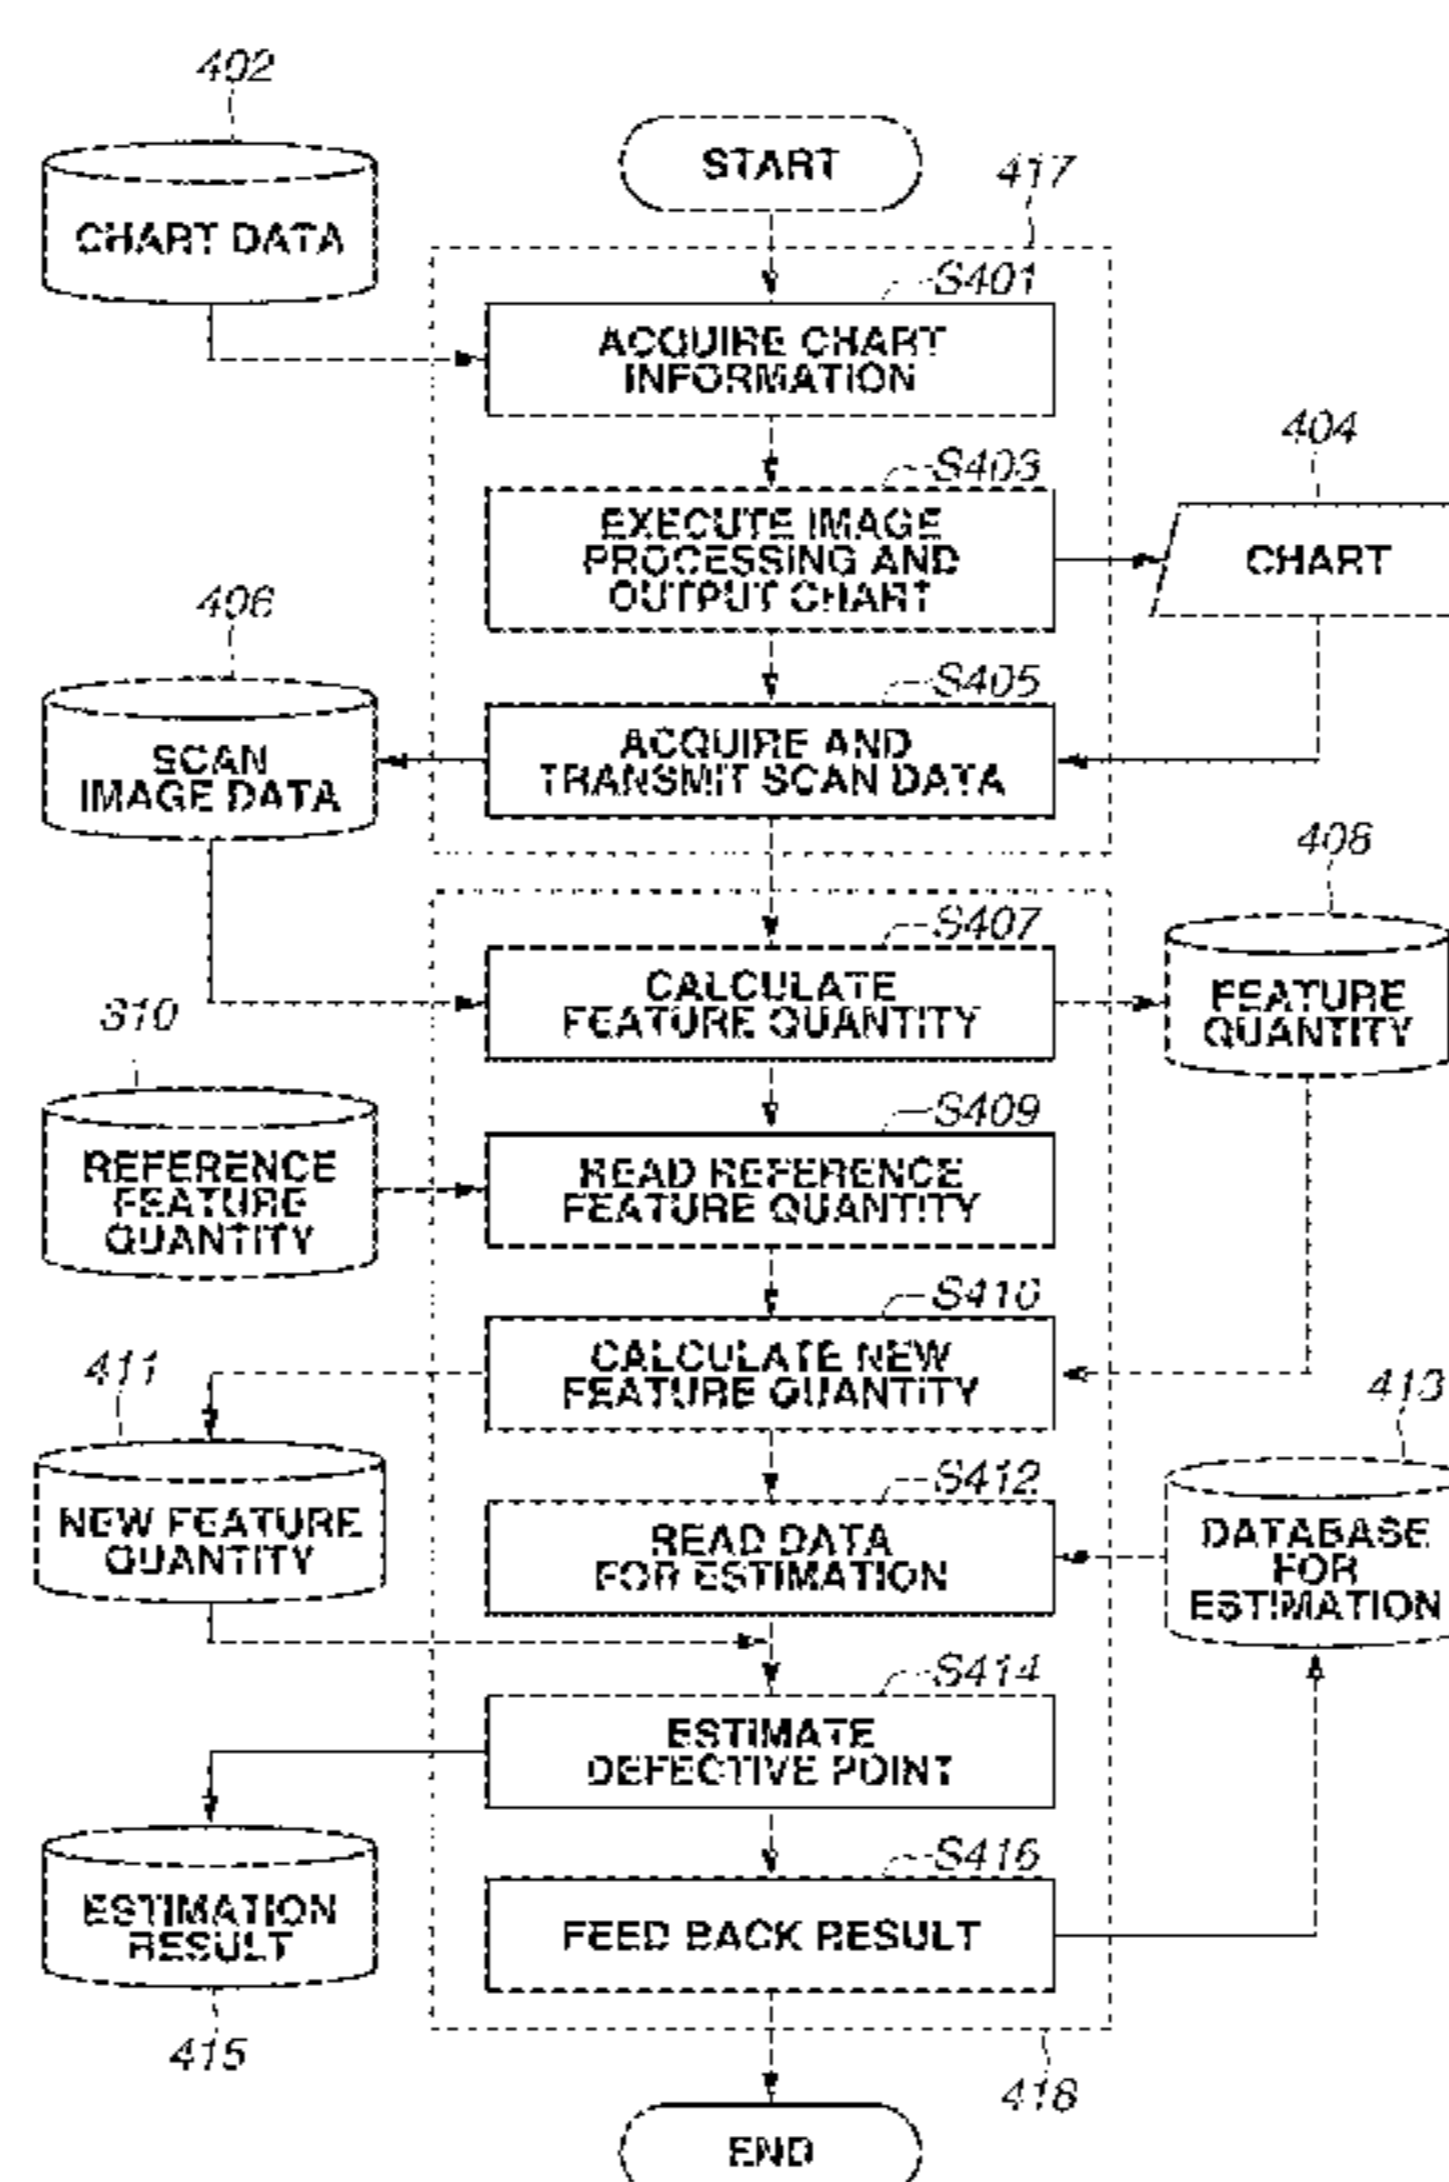 402
START
417
CHART DATA
S401
ACQUIRE CHART
INFORMATION
404
S403
EXECUTE IMAGE
PROCESSING AND
OUTPUT CHART
CHART
406
S405
SCAN
IMAGE DATA
ACQUIRE AND
TRANSMIT SCAN DATA
408
S407
CALCULATE
FEATURE QUANTITY
FEATURE
QUANTITY
310
S409
REFERENCE
FEATURE
QUANTITY
READ REFERENCE
FEATURE QUANTITY
S410
CALCULATE NEW
FEATURE QUANTITY
411
413
S412
NEW FEATURE
QUANTITY
READ DATA
FOR ESTIMATION
DATABASE
FOR
ESTIMATION
S414
ESTIMATE
DEFECTIVE POINT
S416
ESTIMATION
RESULT
FEED BACK RESULT
415
418
END